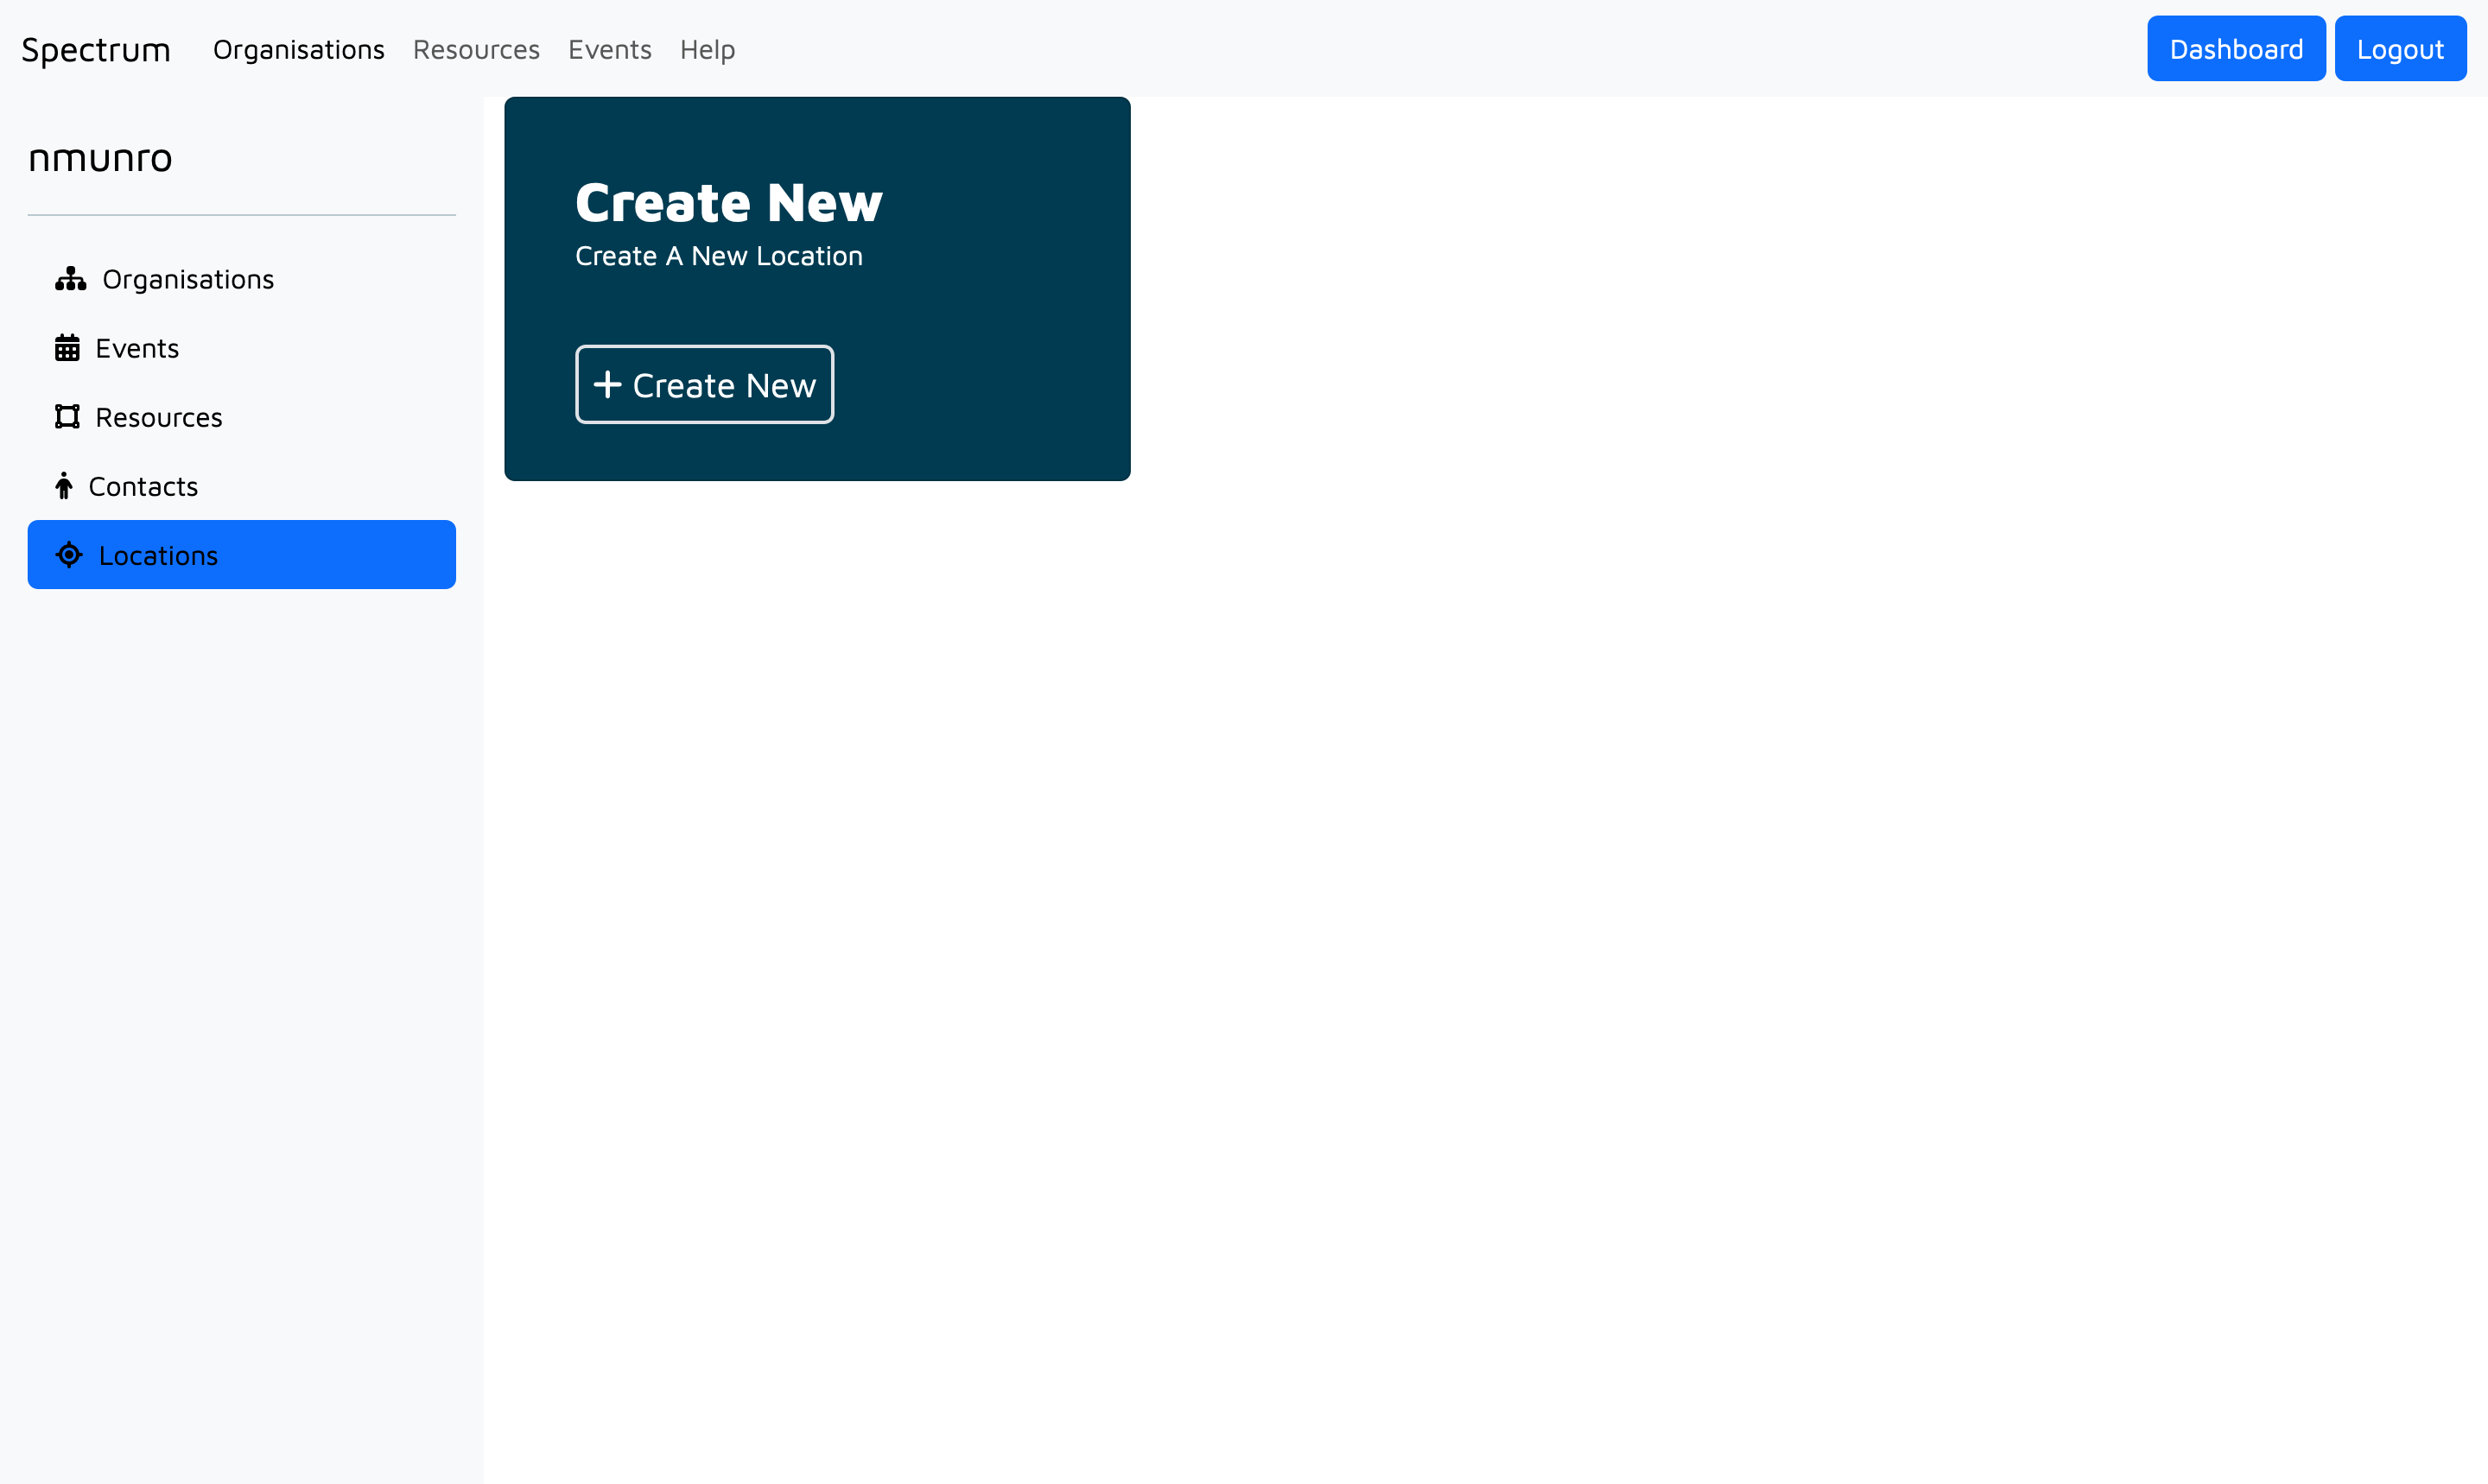 Spectrum Organisations Resources Events Help Dashboard Logout
nmunro
Organisations
Events
Resources
Contacts
Locations
Create New
Create A New Location
Create New